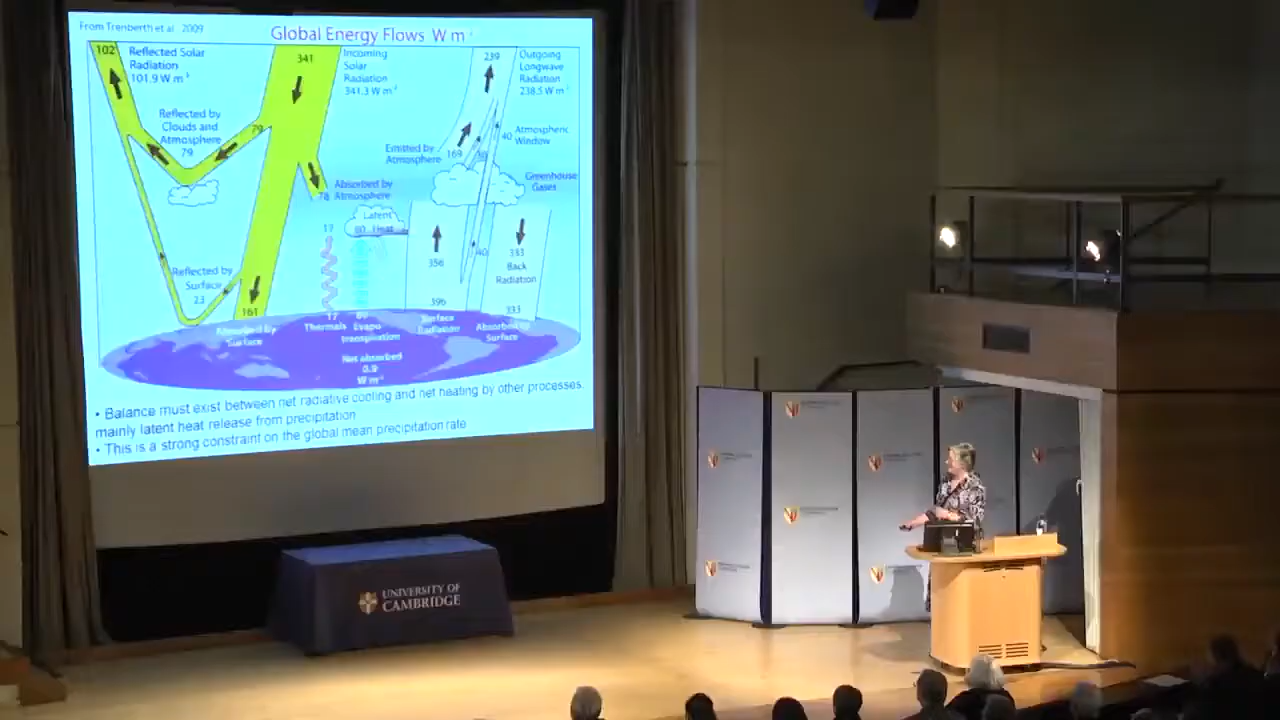 From Trenberth et al 2009
Global Energy Flows W m
102
Reflected Solar
Radiation
101.9 W m
341
Incoming
Solar
Radiation
341.3 W m
239
Outgoing
Longwave
Radiation
238.5 W m
Reflected by
Clouds and
Atmosphere
79
79
Emitted by
Atmosphere
169
40
Atmospheric
Window
Greenhouse
Gases
Absorbed by
Atmosphere
78
Latent
80 Heat
17
356
40
333
Back
Radiation
Reflected by
Surface
23
161
Absorbed by
Surface
17
Thermals
80
Evapo
transpiration
396
Surface
Radiation
333
Absorbed by
Surface
Net absorbed
0.9
W m
• Balance must exist between net radiative cooling and net heating by other processes,
mainly latent heat release from precipitation
• This is a strong constraint on the global mean precipitation rate
UNIVERSITY OF
CAMBRIDGE